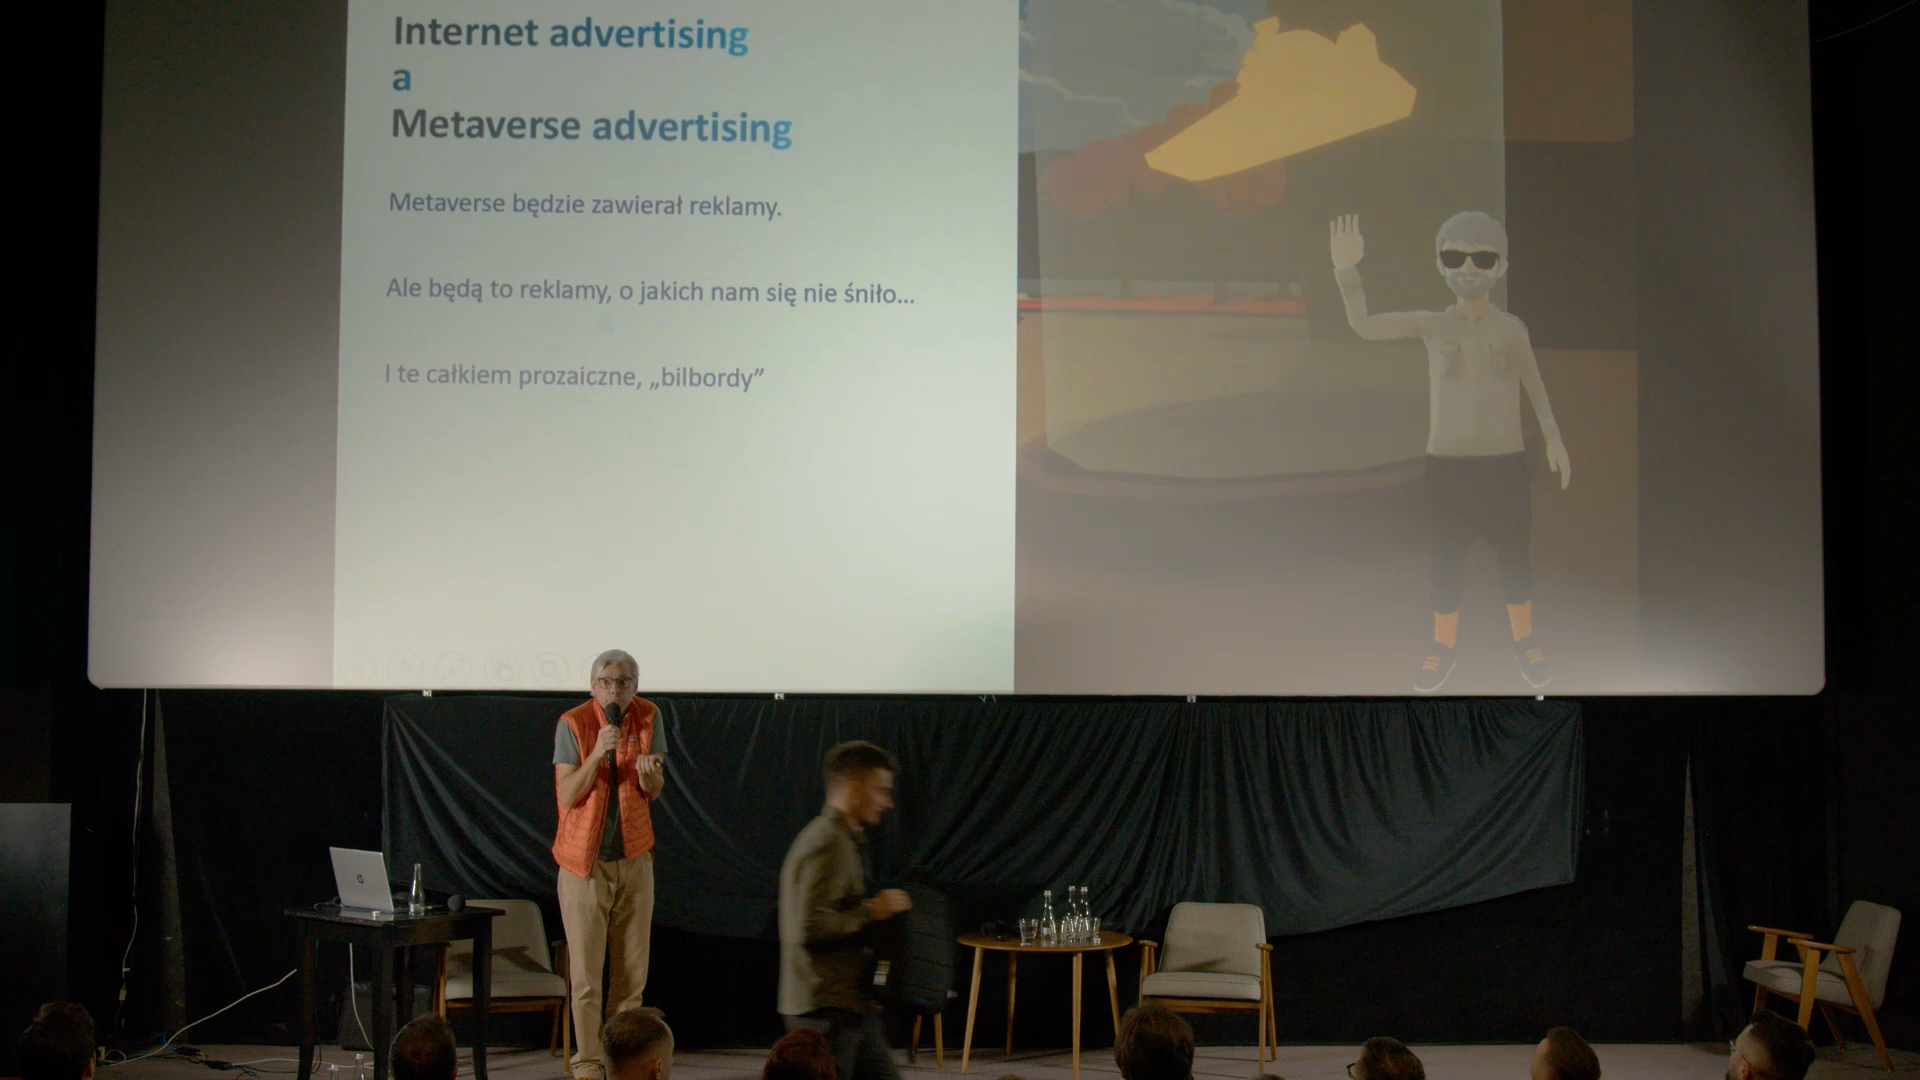 Internet advertising
a
Metaverse advertising
Metaverse będzie zawierał reklamy.
Ale będą to reklamy, o jakich nam się nie śniło...
I te całkiem prozaiczne, „bilbordy”
hp